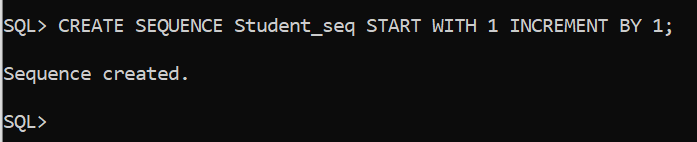 SQL> CREATE SEQUENCE Student_seq START WITH 1 INCREMENT BY 1;
Sequence created.
SQL>